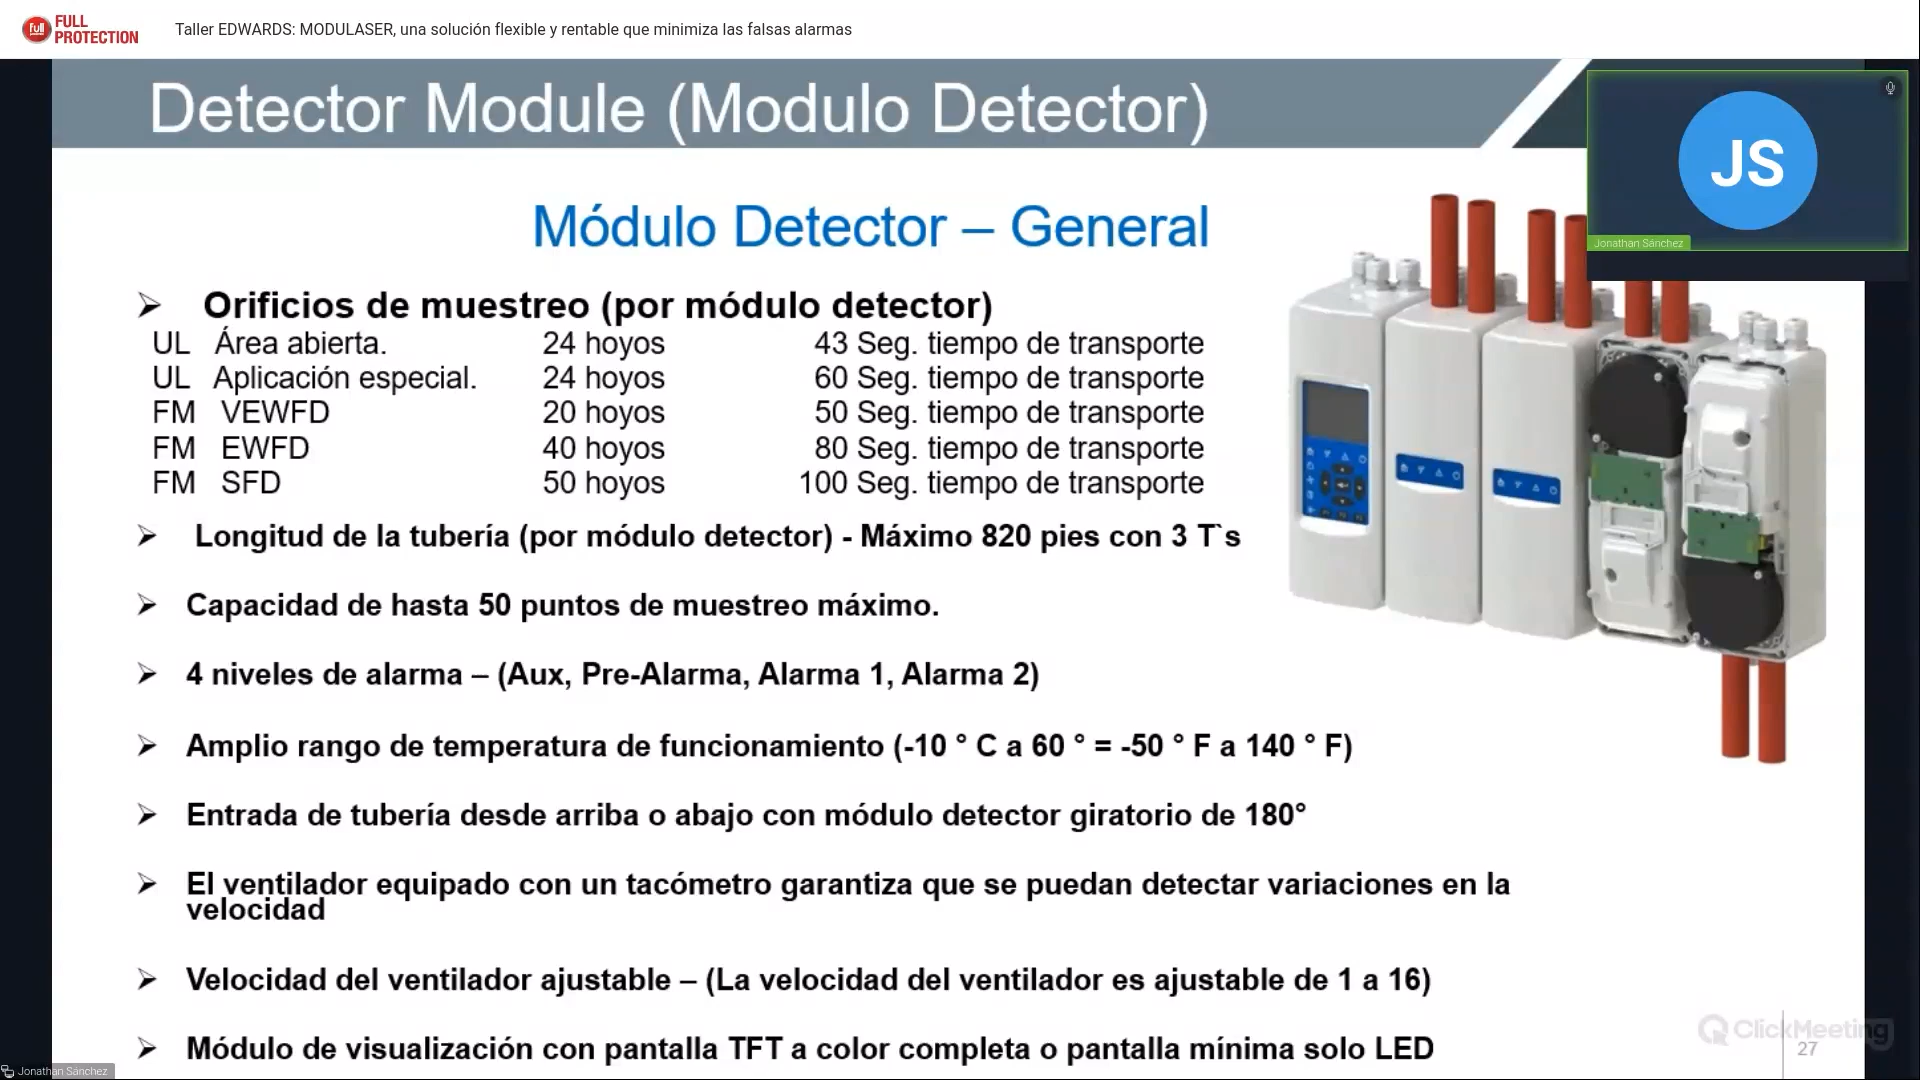 full
FULL
PROTECTION
Taller EDWARDS: MODULASER, una solución flexible y rentable que minimiza las falsas alarmas
Detector Module (Modulo Detector)
JS
Jonathan Sánchez
Módulo Detector – General
➢ Orificios de muestreo (por módulo detector)
UL Área abierta. 24 hoyos 43 Seg. tiempo de transporte
UL Aplicación especial. 24 hoyos 60 Seg. tiempo de transporte
FM VEWFD 20 hoyos 50 Seg. tiempo de transporte
FM EWFD 40 hoyos 80 Seg. tiempo de transporte
FM SFD 50 hoyos 100 Seg. tiempo de transporte
➢ Longitud de la tubería (por módulo detector) - Máximo 820 pies con 3 T`s
➢ Capacidad de hasta 50 puntos de muestreo máximo.
➢ 4 niveles de alarma – (Aux, Pre-Alarma, Alarma 1, Alarma 2)
➢ Amplio rango de temperatura de funcionamiento (-10 ° C a 60 ° = -50 ° F a 140 ° F)
➢ Entrada de tubería desde arriba o abajo con módulo detector giratorio de 180°
➢ El ventilador equipado con un tacómetro garantiza que se puedan detectar variaciones en la
velocidad
➢ Velocidad del ventilador ajustable – (La velocidad del ventilador es ajustable de 1 a 16)
➢ Módulo de visualización con pantalla TFT a color completa o pantalla mínima solo LED
ClickMeeting
27
Jonathan Sánchez